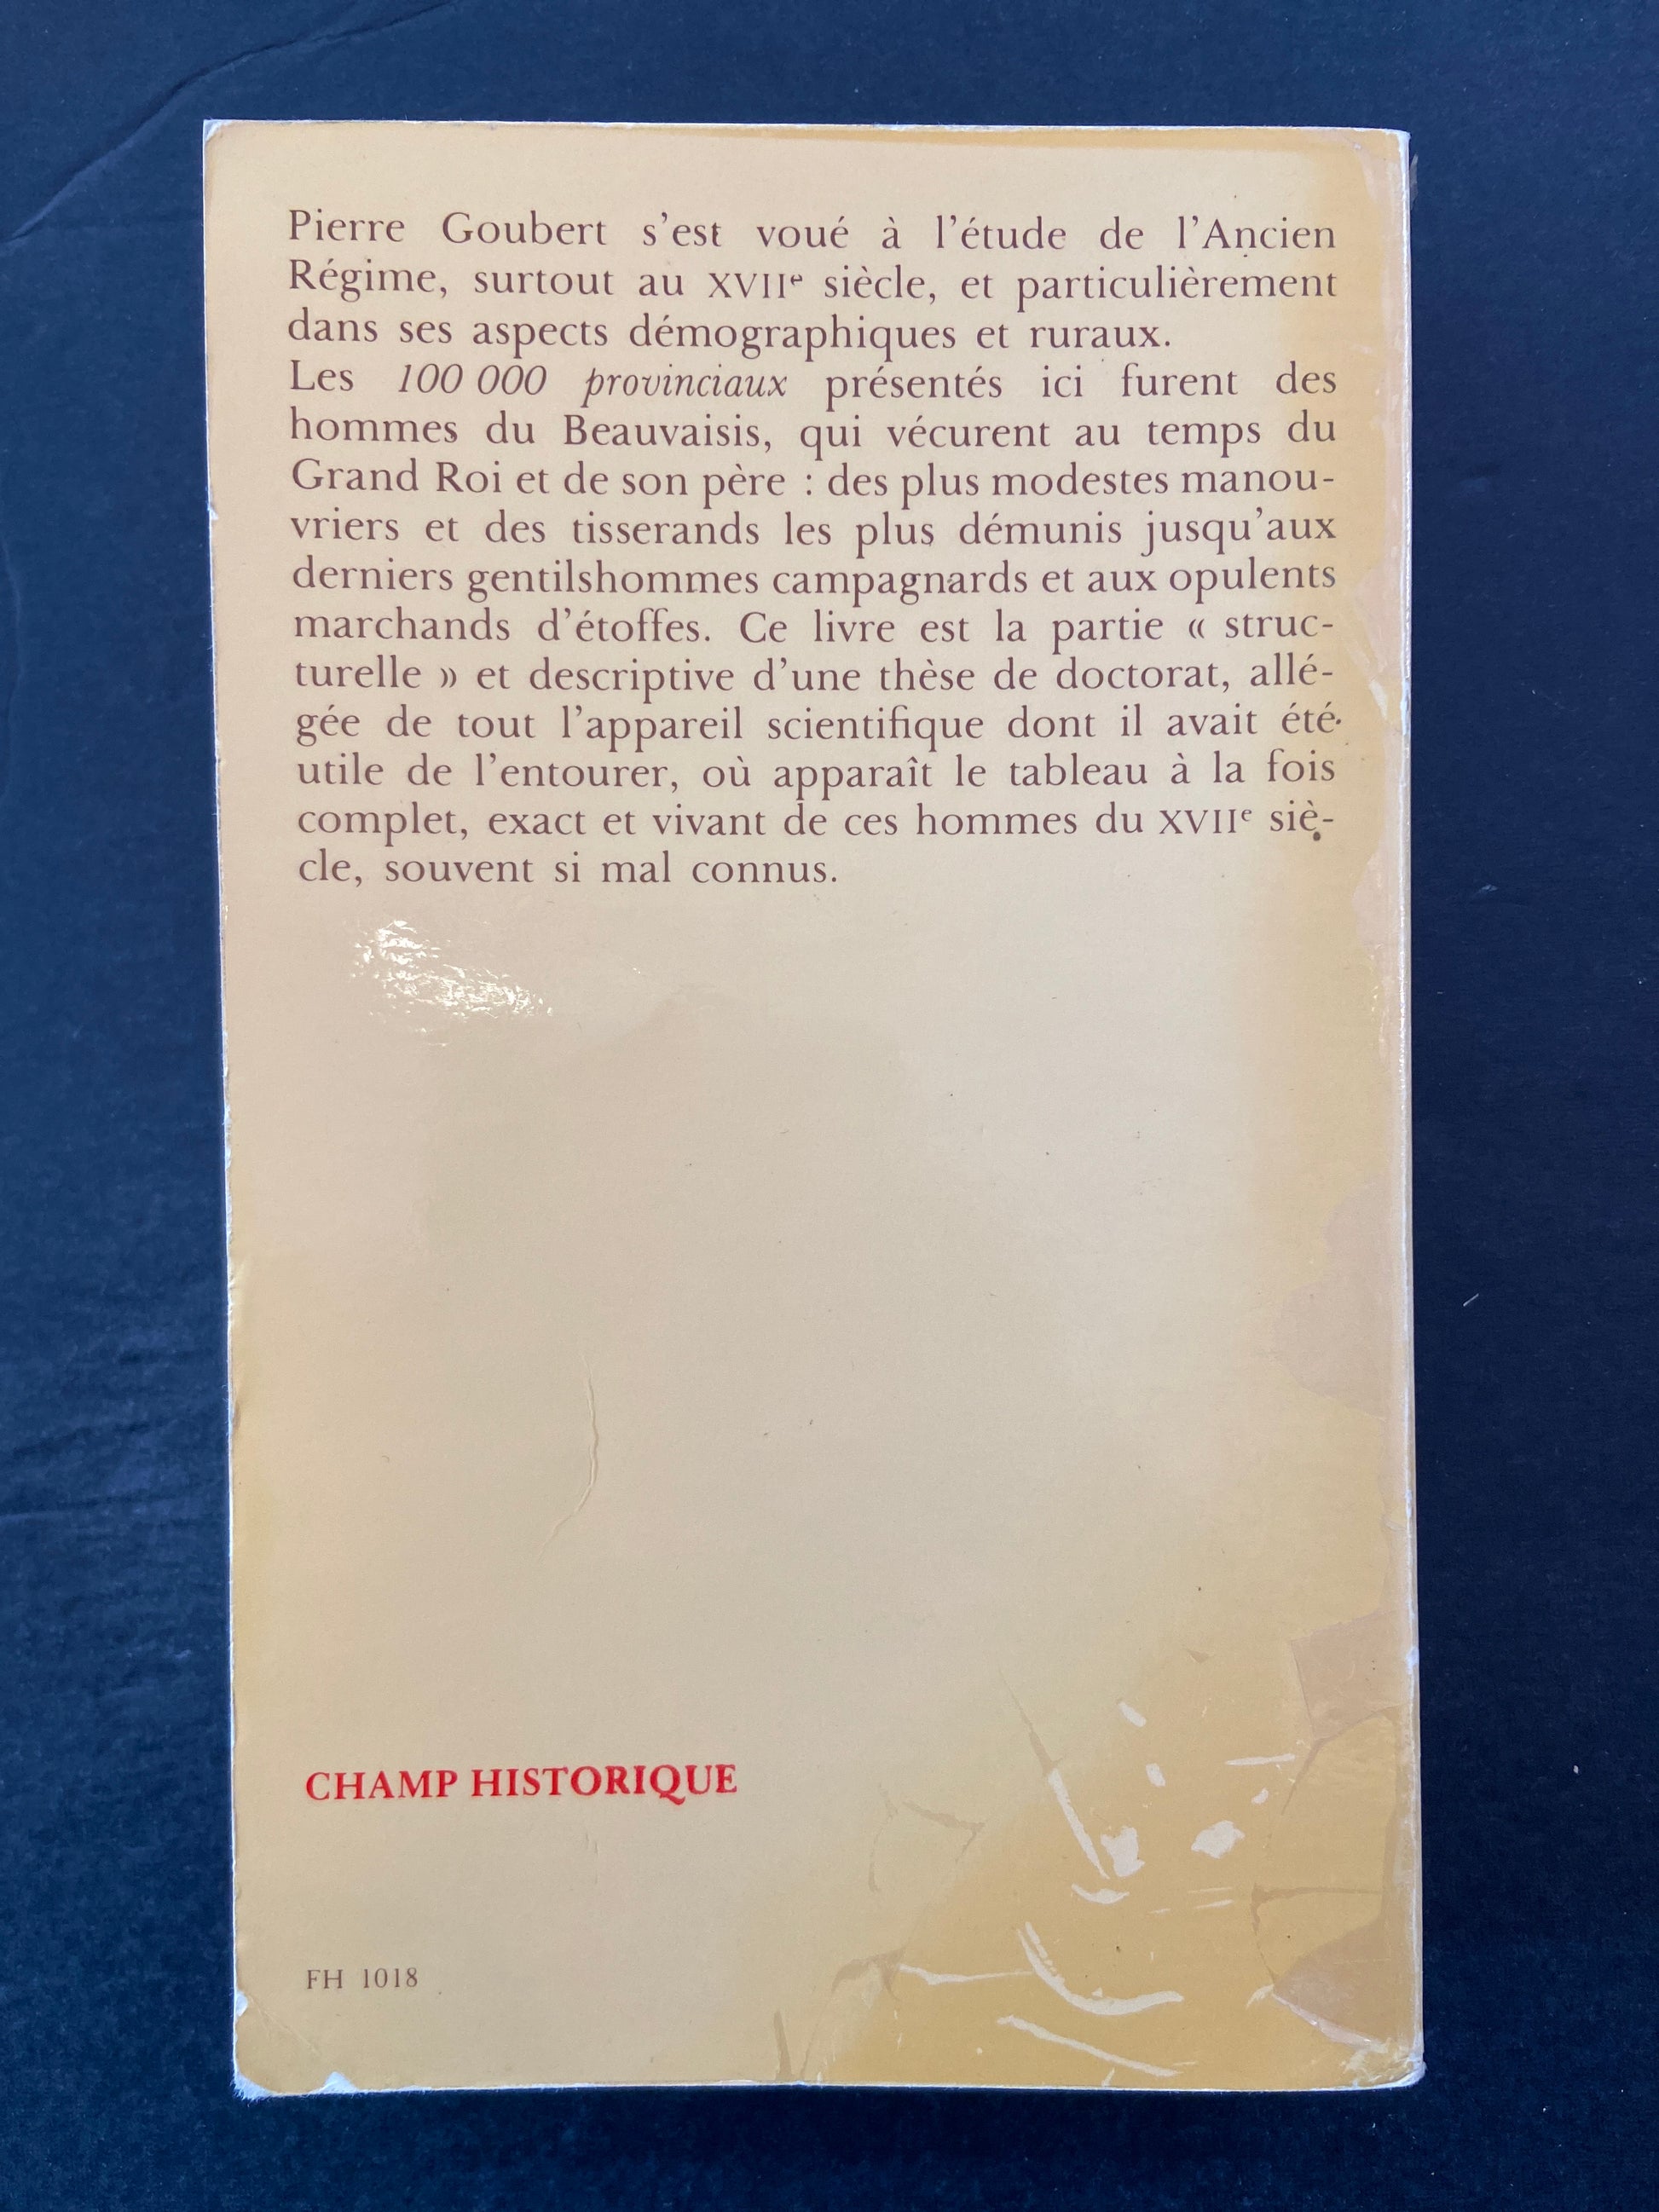 Pierre Goubert s'est voué à l'étude de l'Ancien
Régime, surtout au XVIIe siècle, et particulièrement
dans ses aspects démographiques et ruraux.
Les 100 000 provinciaux présentés ici furent des
hommes du Beauvaisis, qui vécurent au temps du
Grand Roi et de son père : des plus modestes manou-
vriers et des tisserands les plus démunis jusqu'aux
derniers gentilshommes campagnards et aux opulents
marchands d'étoffes. Ce livre est la partie « struc-
turelle » et descriptive d'une thèse de doctorat, allé-
gée de tout l'appareil scientifique dont il avait été
utile de l'entourer, où apparaît le tableau à la fois
complet, exact et vivant de ces hommes du XVIIe siè-
cle, souvent si mal connus.
CHAMP HISTORIQUE
FH 1018